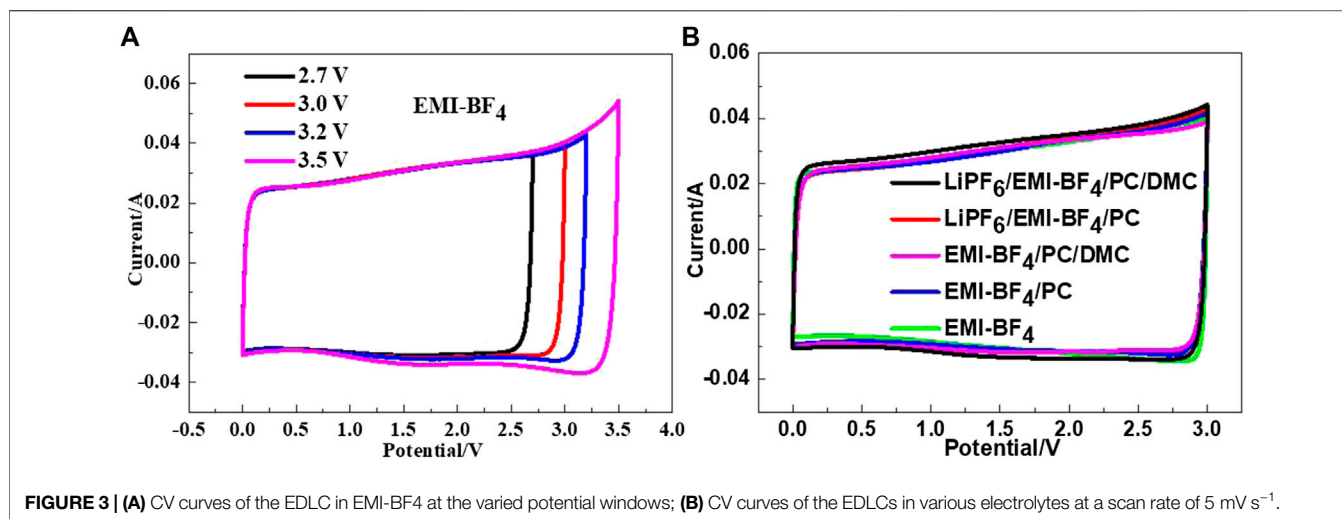 A
0.06
0.04
0.02
0.00
-0.02
-0.04
Current/A
2.7 V
3.0 V
3.2 V
3.5 V
EMI-BF4
-0.5 0.0 0.5 1.0 1.5 2.0 2.5 3.0 3.5 4.0
Potential/V
B
0.06
0.04
0.02
0.00
-0.02
-0.04
Current/A
LiPF6/EMI-BF4/PC/DMC
LiPF6/EMI-BF4/PC
EMI-BF4/PC/DMC
EMI-BF4/PC
EMI-BF4
0.0 0.5 1.0 1.5 2.0 2.5 3.0
Potential/V
FIGURE 3 | (A) CV curves of the EDLC in EMI-BF4 at the varied potential windows; (B) CV curves of the EDLCs in various electrolytes at a scan rate of 5 mV s−1.